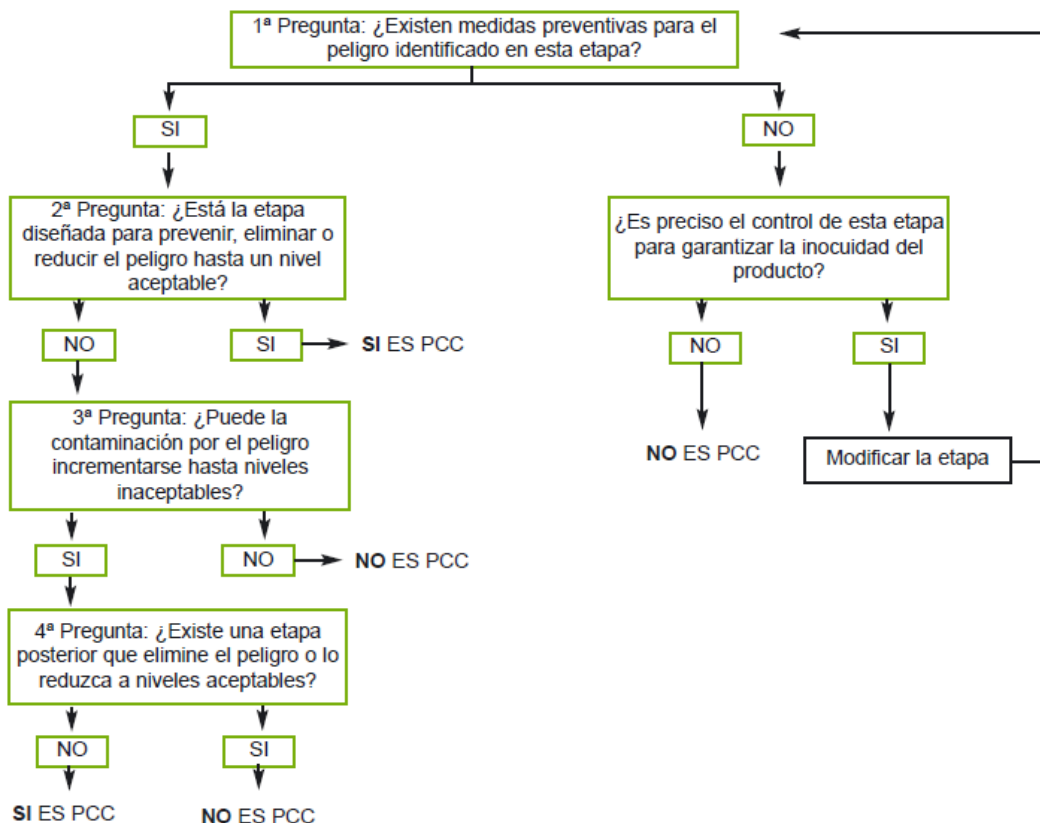 1ª Pregunta: ¿Existen medidas preventivas para el
peligro identificado en esta etapa?
SI
NO
2ª Pregunta: ¿Está la etapa
diseñada para prevenir, eliminar o
reducir el peligro hasta un nivel
aceptable?
¿Es preciso el control de esta etapa
para garantizar la inocuidad del
producto?
NO
SI
SI ES PCC
NO
SI
3ª Pregunta: ¿Puede la
contaminación por el peligro
incrementarse hasta niveles
inaceptables?
NO ES PCC
Modificar la etapa
SI
NO
NO ES PCC
4ª Pregunta: ¿Existe una etapa
posterior que elimine el peligro o lo
reduzca a niveles aceptables?
NO
SI
SI ES PCC
NO ES PCC